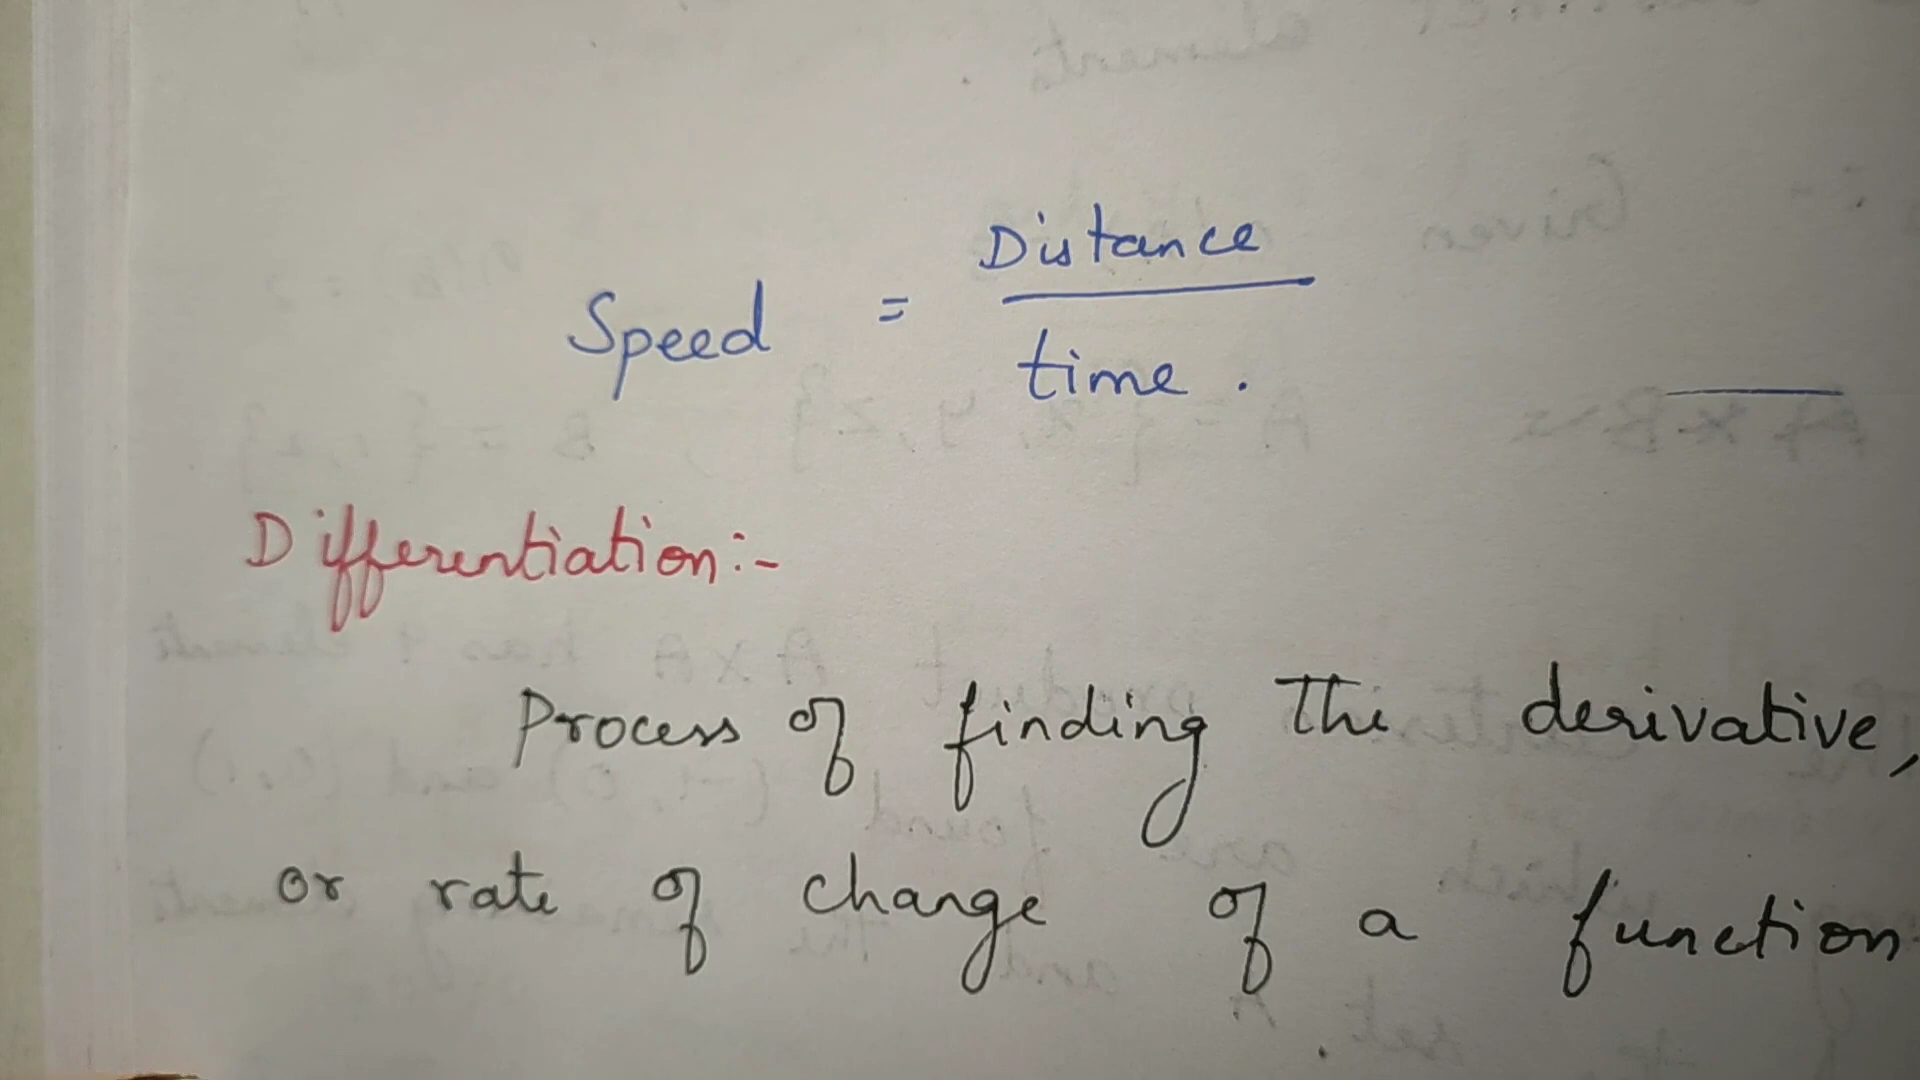 Speed = Distance
time.
Differentiation:-
Process of finding the derivative,
or rate of change of a function